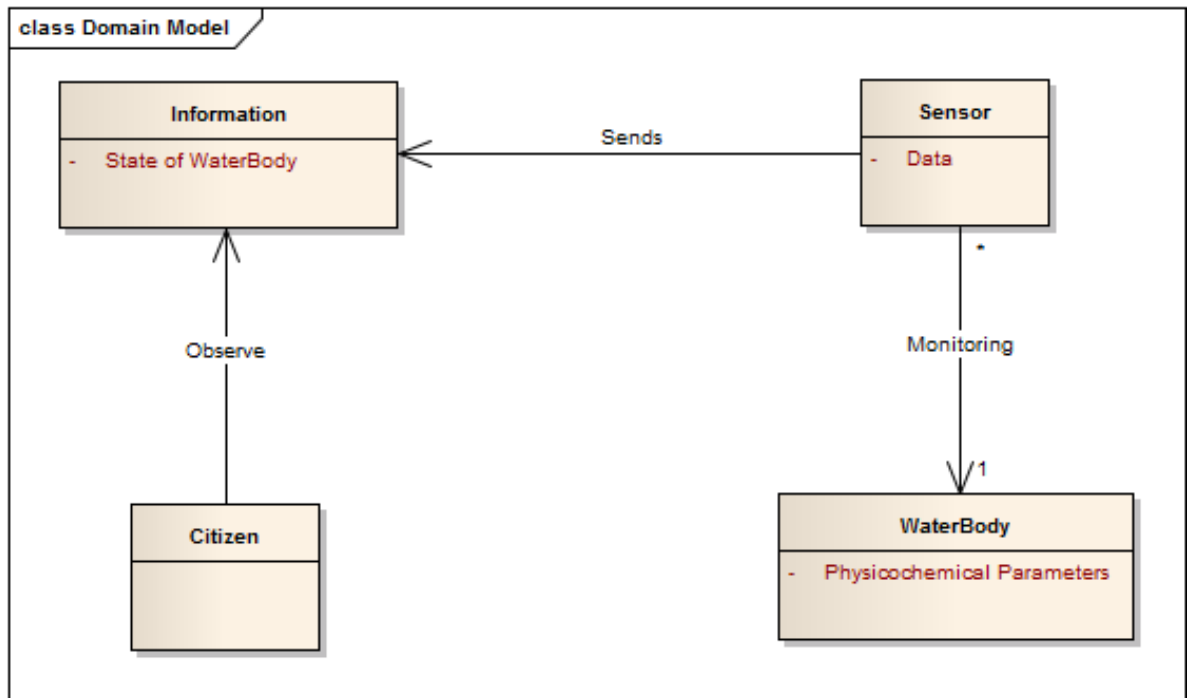 class Domain Model
Information
- State of WaterBody
Sends
Sensor
- Data
*
Observe
Monitoring
1
Citizen
WaterBody
- Physicochemical Parameters